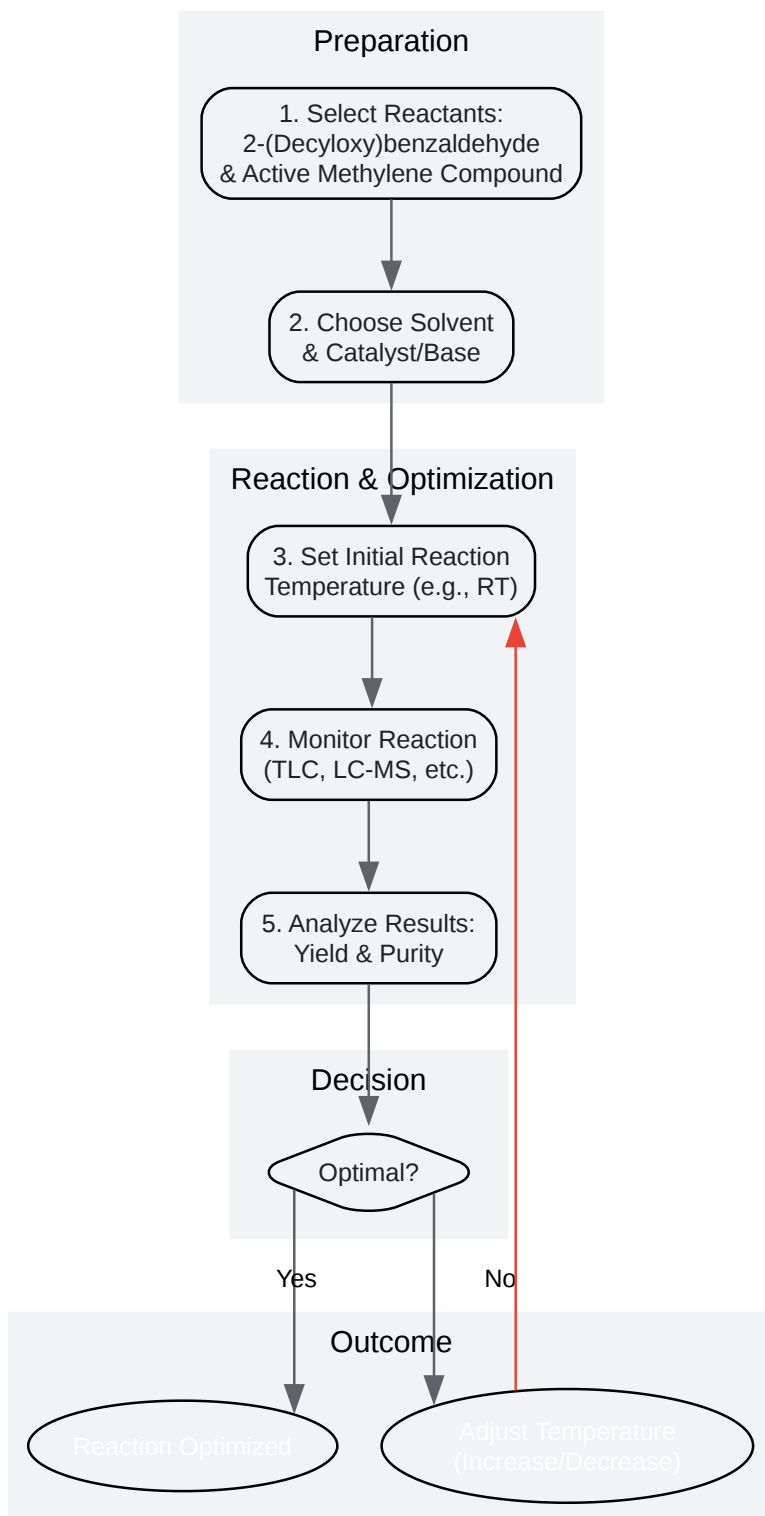 Preparation
1. Select Reactants:
2-(Decyloxy)benzaldehyde
& Active Methylene Compound
2. Choose Solvent
& Catalyst/Base
Reaction & Optimization
3. Set Initial Reaction
Temperature (e.g., RT)
4. Monitor Reaction
(TLC, LC-MS, etc.)
5. Analyze Results:
Yield & Purity
Decision
Optimal?
Yes
No
Outcome
Reaction Optimized
Adjust Temperature
(Increase/Decrease)